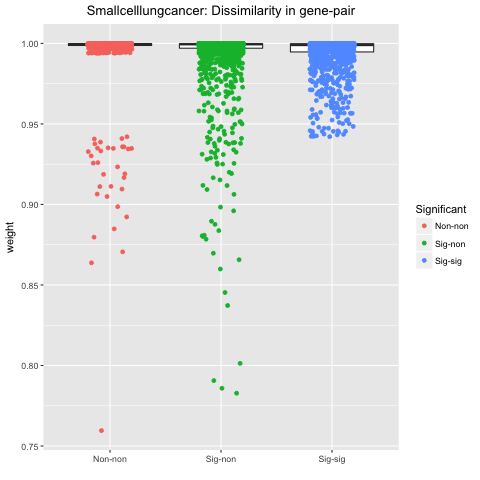 Smallcelllungcancer: Dissimilarity in gene-pair
1.00
0.95
0.90
0.85
0.80
0.75
weight
Non-non
Sig-non
Sig-sig
Significant
Non-non
Sig-non
Sig-sig